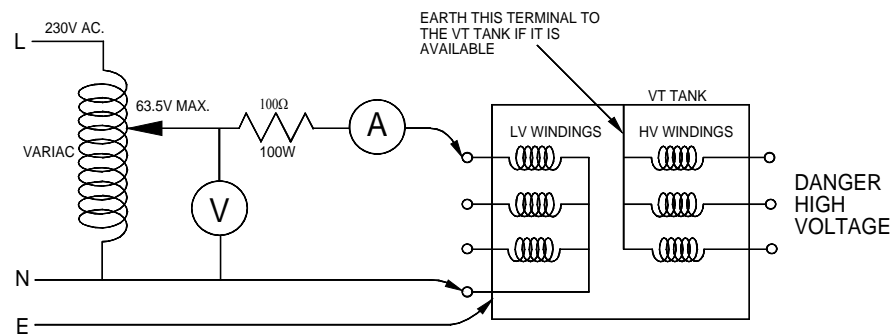 EARTH THIS TERMINAL TO
THE VT TANK IF IT IS
AVAILABLE
230V AC.
L
63.5V MAX.
100Ω
100W
A
VT TANK
LV WINDINGS
HV WINDINGS
VARIAC
V
DANGER
HIGH
VOLTAGE
N
E